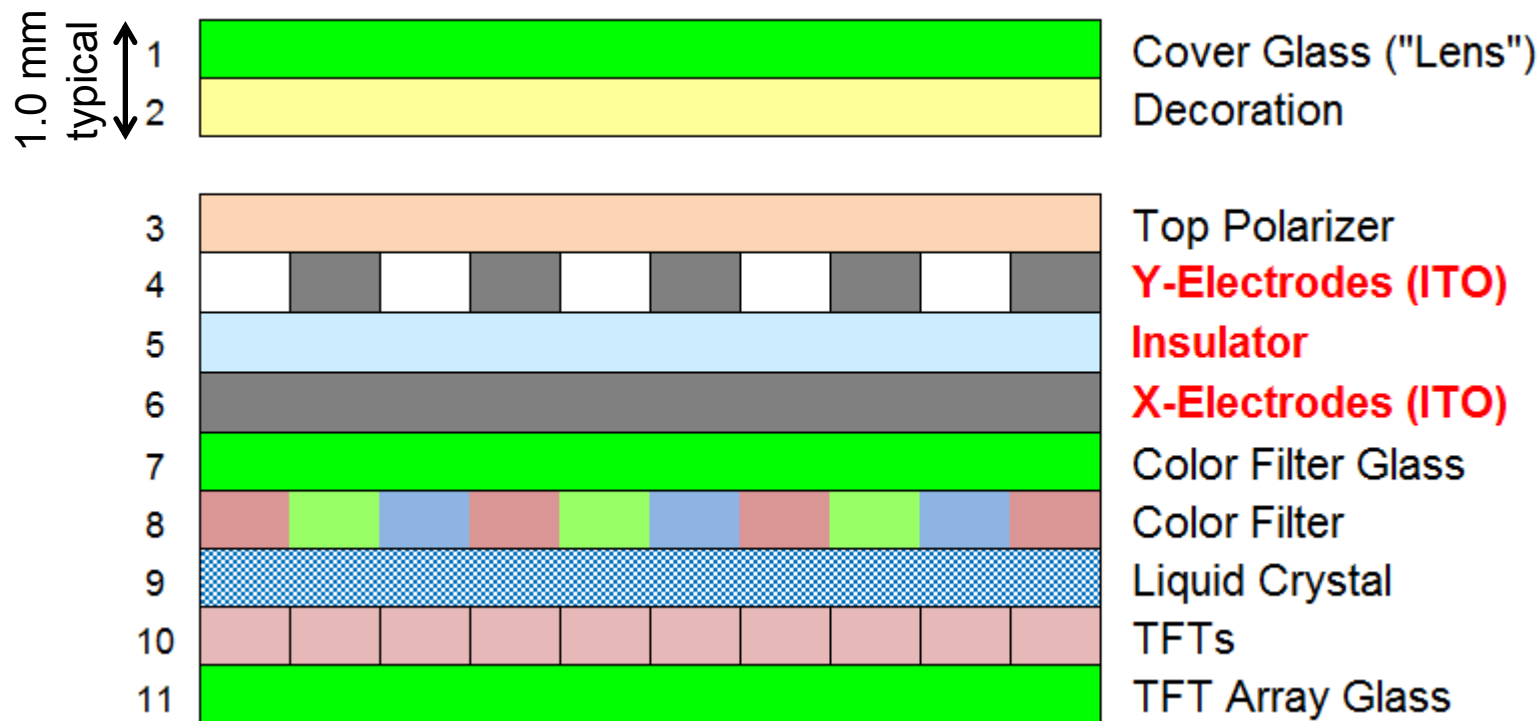 1.0 mm
typical
1 Cover Glass ("Lens")
2 Decoration
3 Top Polarizer
4 Y-Electrodes (ITO)
5 Insulator
6 X-Electrodes (ITO)
7 Color Filter Glass
8 Color Filter
9 Liquid Crystal
10 TFTs
11 TFT Array Glass